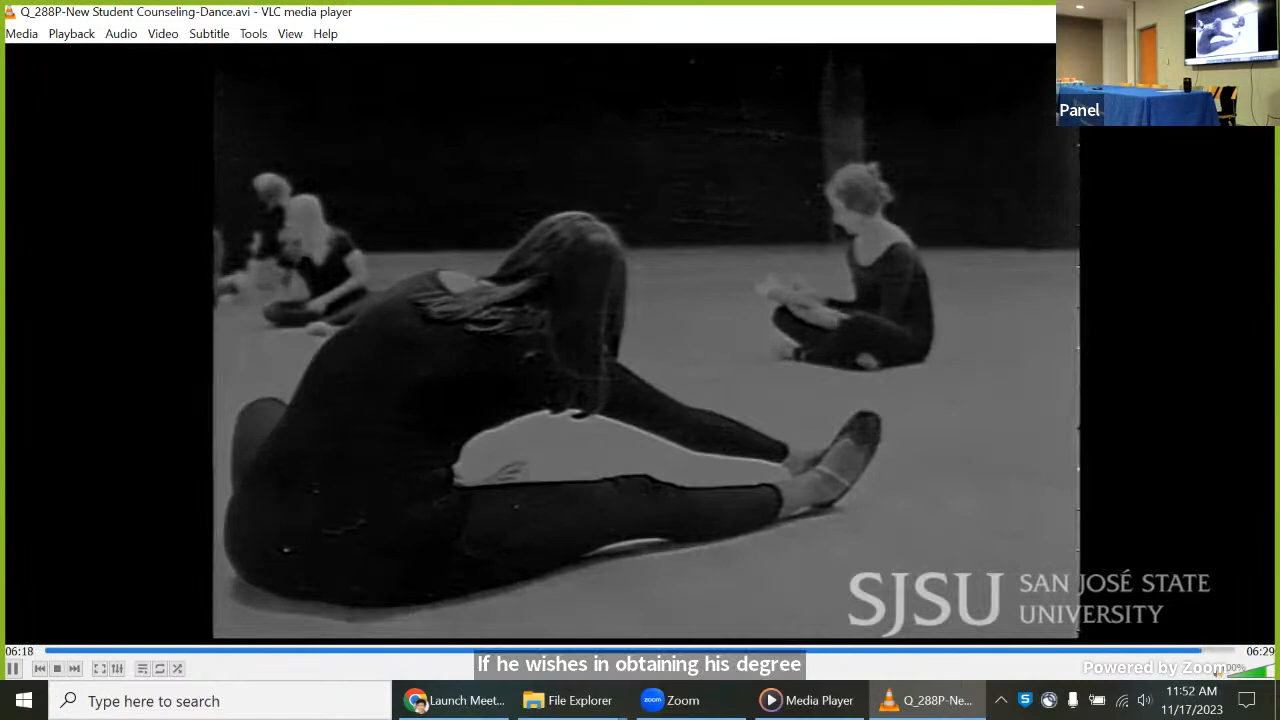 Q_288P-New Student Counseling-Dance.avi - VLC media player
Media Playback Audio Video Subtitle Tools View Help
Panel
SJSU SAN JOSÉ STATE
UNIVERSITY
06:18
06:29
If he wishes in obtaining his degree
Powered by Zoom
Type here to search
Launch Meet...
File Explorer
zoom Zoom
Media Player
Q_288P-Ne...
11:52 AM
11/17/2023